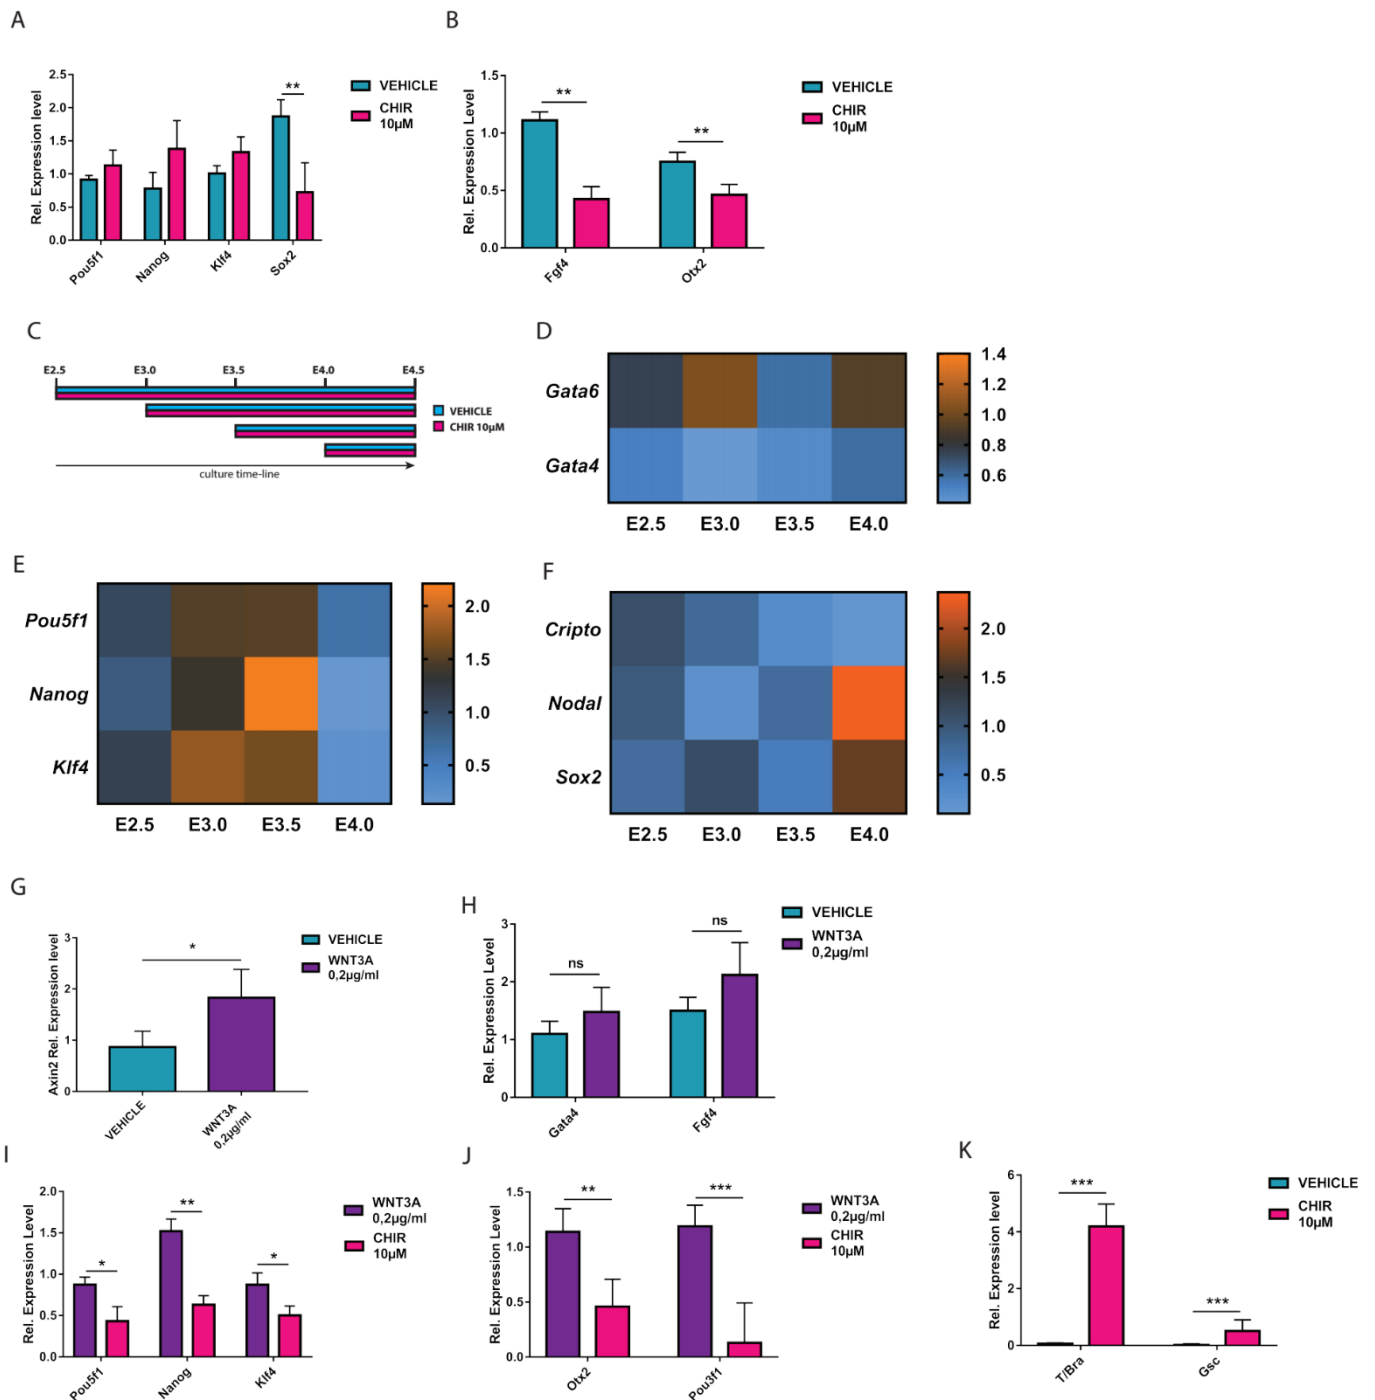 A
Rel. Expression level
2.5
2.0
1.5
1.0
0.5
0.0
**
Pou5f1
Nanog
Klf4
Sox2
VEHICLE
CHIR
10µM
B
Rel. Expression Level
1.5
1.0
0.5
0.0
**
**
Fgf4
Otx2
VEHICLE
CHIR
10µM
C
E2.5 E3.0 E3.5 E4.0 E4.5
VEHICLE
CHIR 10µM
culture time-line
D
Gata6
Gata4
E2.5 E3.0 E3.5 E4.0
1.4
1.2
1.0
0.8
0.6
E
Pou5f1
Nanog
Klf4
E2.5 E3.0 E3.5 E4.0
2.0
1.5
1.0
0.5
F
Cripto
Nodal
Sox2
E2.5 E3.0 E3.5 E4.0
2.0
1.5
1.0
0.5
G
Axin2 Rel. Expression level
3
2
1
0
*
VEHICLE
WNT3A
0,2µg/ml
VEHICLE
WNT3A
0,2µg/ml
H
Rel. Expression Level
3
2
1
0
ns
ns
Gata4
Fgf4
VEHICLE
WNT3A
0,2µg/ml
I
Rel. Expression Level
2.0
1.5
1.0
0.5
0.0
*
**
*
Pou5f1
Nanog
Klf4
WNT3A
0,2µg/ml
CHIR
10µM
J
Rel. Expression Level
1.5
1.0
0.5
0.0
**
***
Otx2
Pou3f1
WNT3A
0,2µg/ml
CHIR
10µM
K
Rel. Expression level
6
4
2
0
***
***
T/Bra
Gsc
VEHICLE
CHIR
10µM